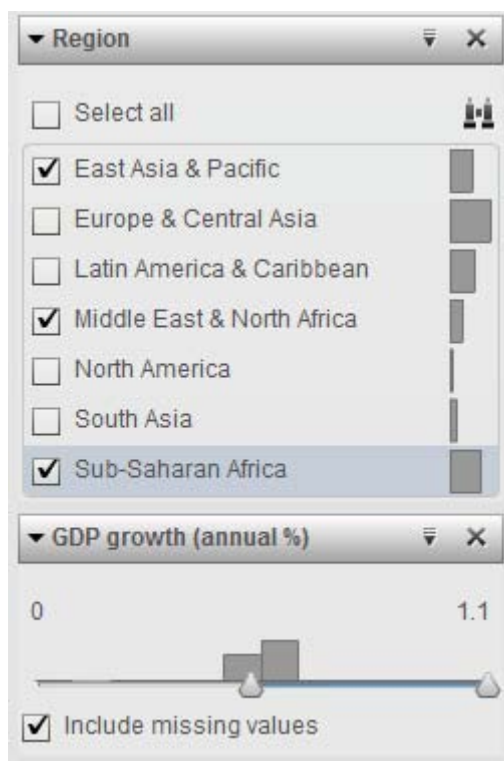 Region
Select all
East Asia & Pacific
Europe & Central Asia
Latin America & Caribbean
Middle East & North Africa
North America
South Asia
Sub-Saharan Africa
GDP growth (annual %)
0 1.1
Include missing values